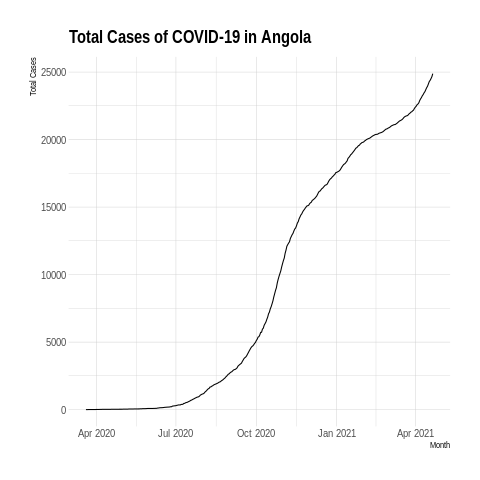 Total Cases of COVID-19 in Angola
Total Cases
25000
20000
15000
10000
5000
0
Apr 2020 Jul 2020 Oct 2020 Jan 2021 Apr 2021
Month